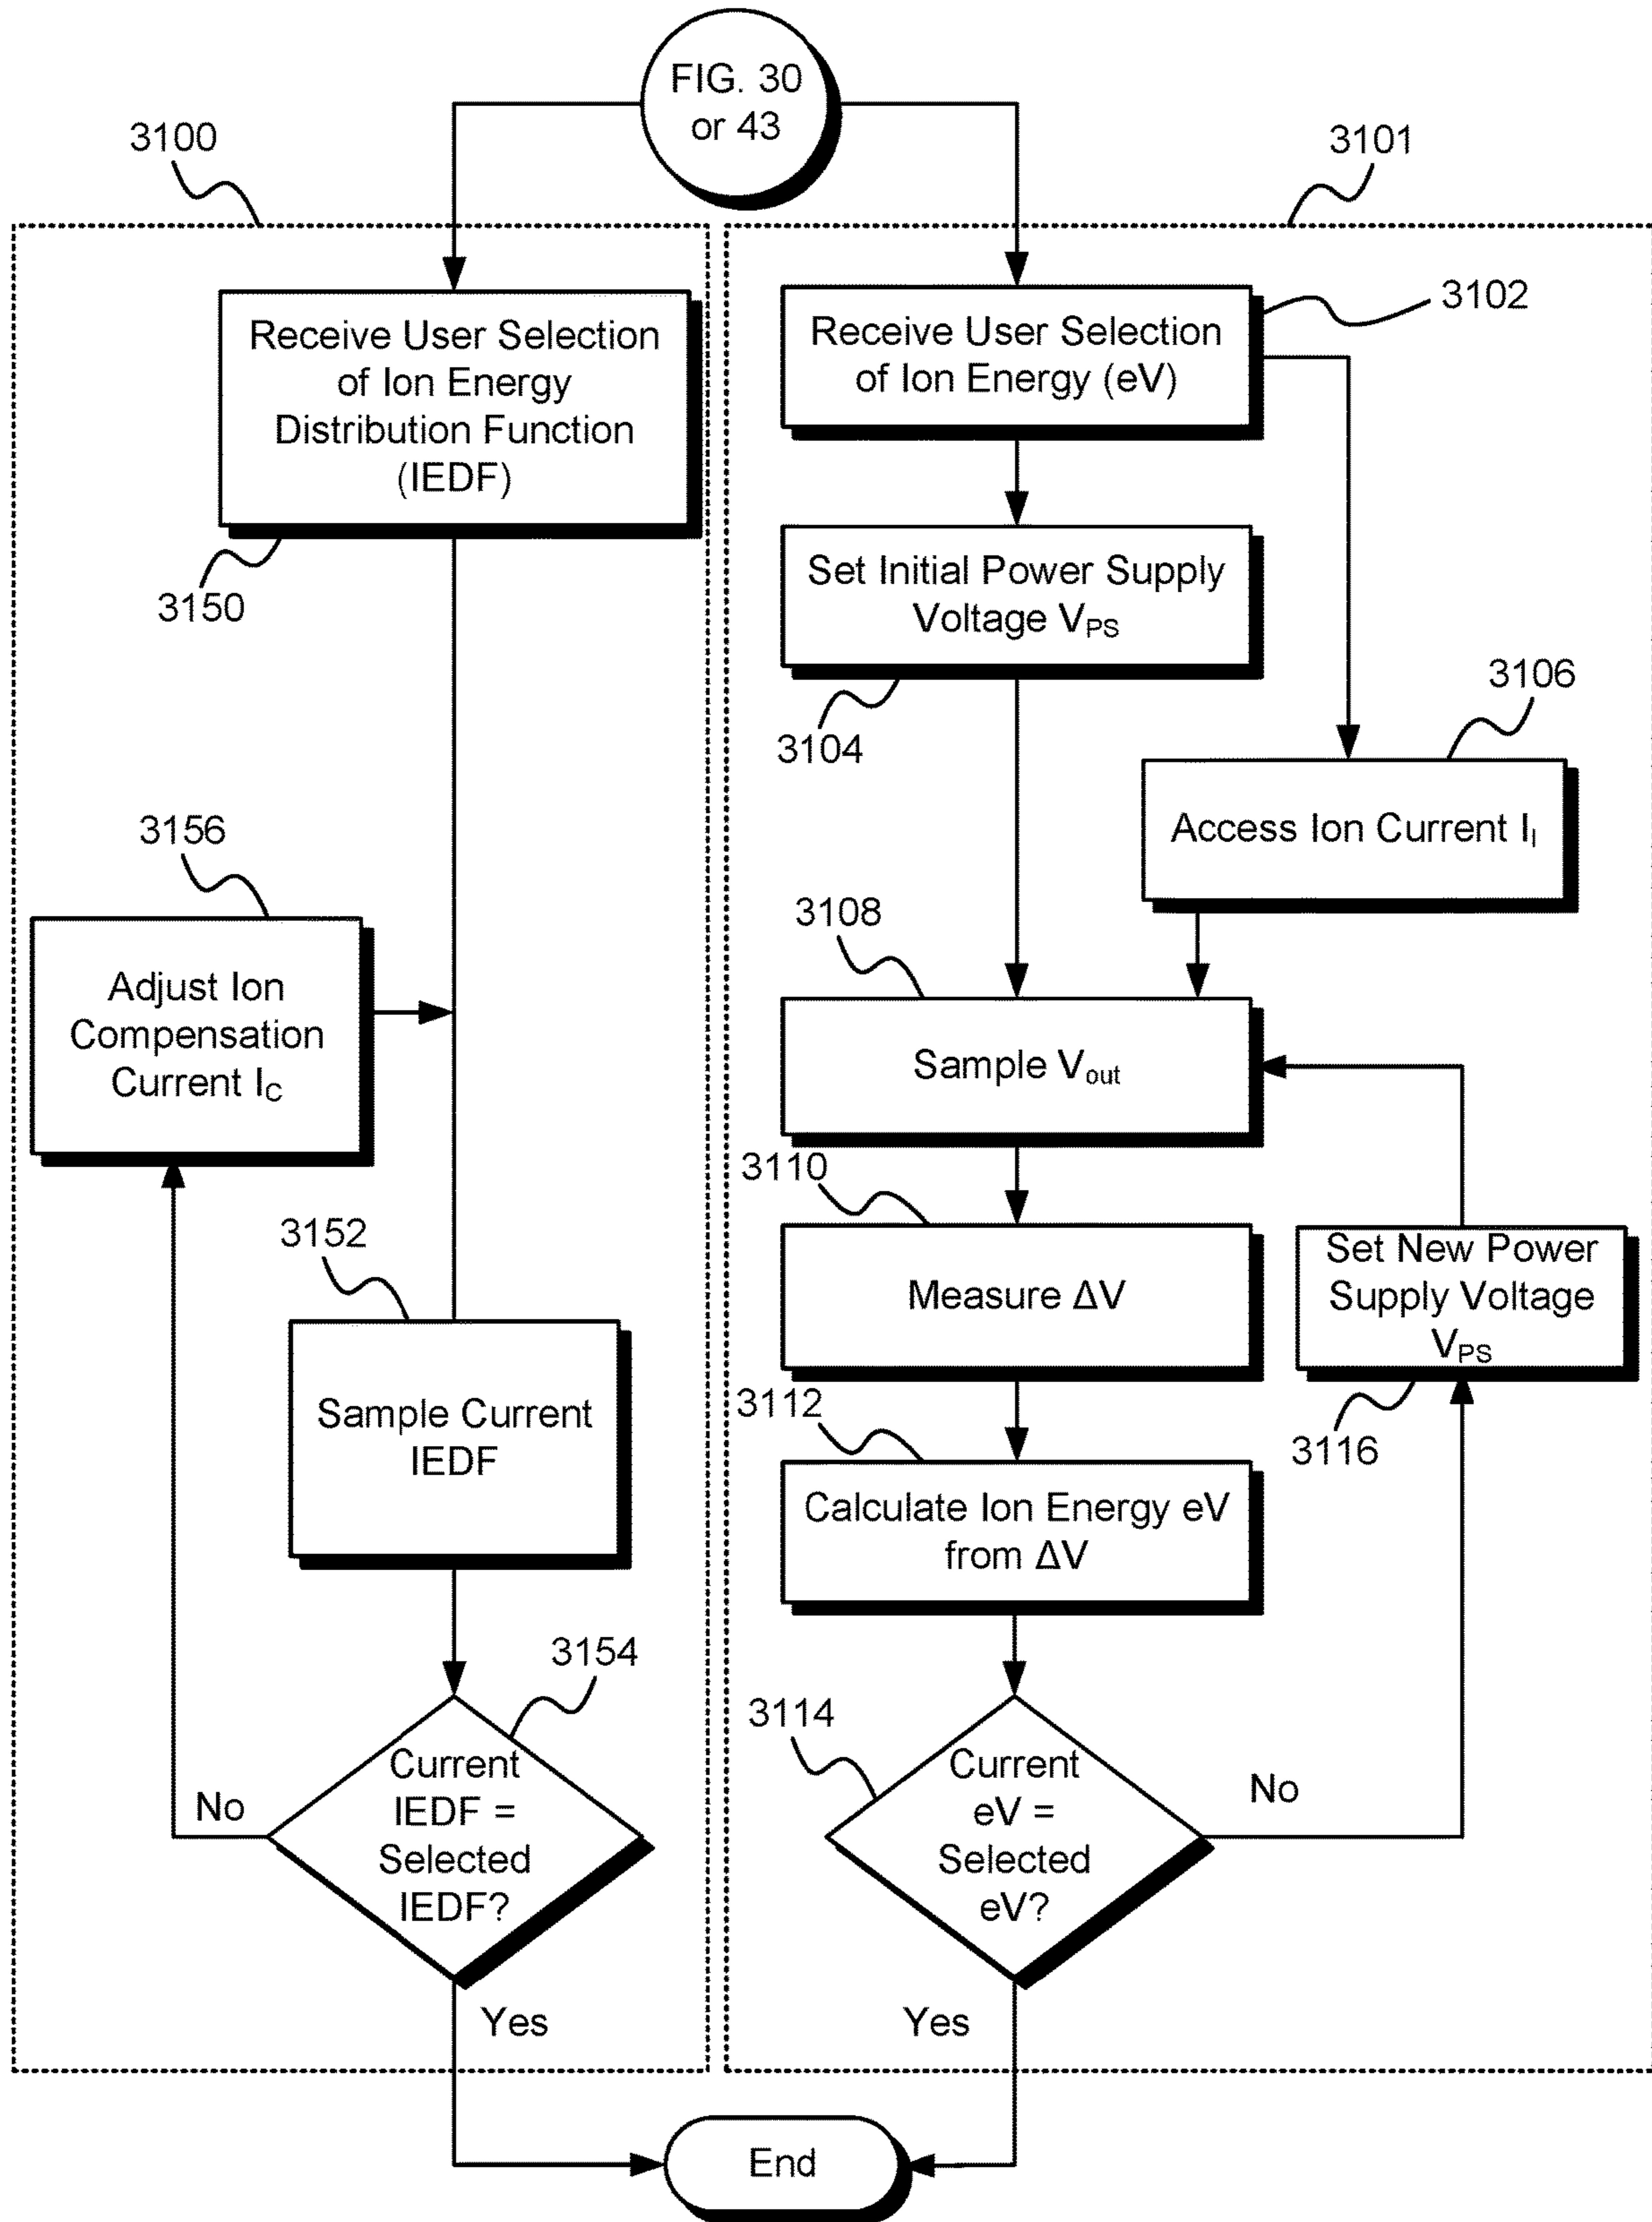 FIG. 30
or 43
3100
3101
Receive User Selection
of Ion Energy
Distribution Function
(IEDF)
3150
Receive User Selection
of Ion Energy (eV)
3102
Set Initial Power Supply
Voltage VPS
3104
3106
Access Ion Current II
3156
Adjust Ion
Compensation
Current IC
3108
Sample Vout
3110
Measure ΔV
Set New Power
Supply Voltage
VPS
3116
3152
Sample Current
IEDF
3112
Calculate Ion Energy eV
from ΔV
3154
Current
IEDF =
Selected
IEDF?
No
Yes
3114
Current
eV =
Selected
eV?
No
Yes
End